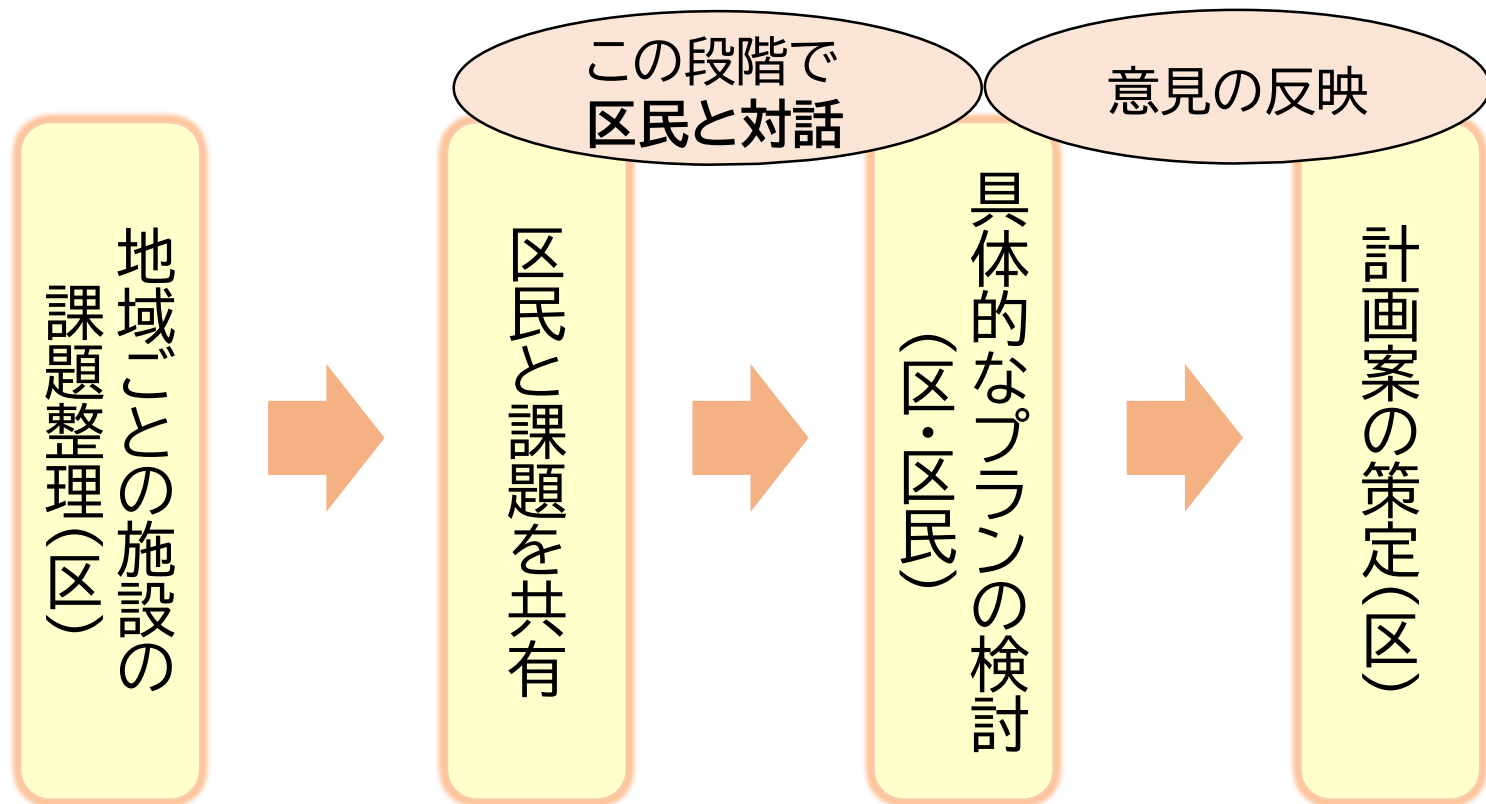 この段階で
区民と対話
意見の反映
地域ごとの施設の
課題整理(区)
区民と課題を共有
具体的なプランの検討
(区・区民)
計画案の策定(区)